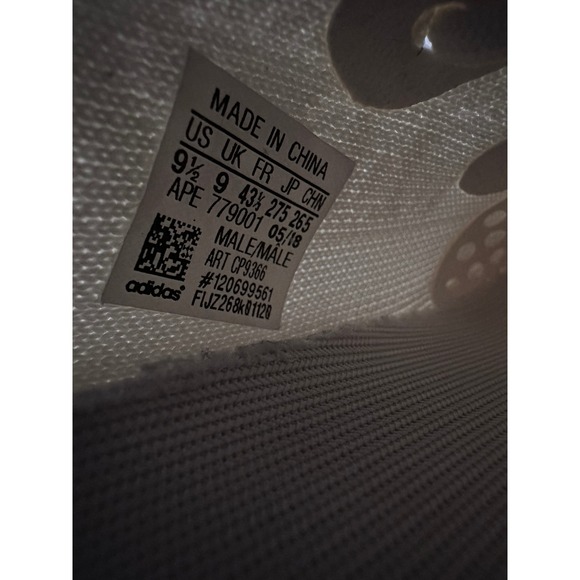 MADE IN CHINA
US UK FR JP CHN
9½ 9 43⅓ 275 265
APE 779001 05/18
MALE/MALE
ART CP9366
#120699561
FIJZ268k01120
adidas